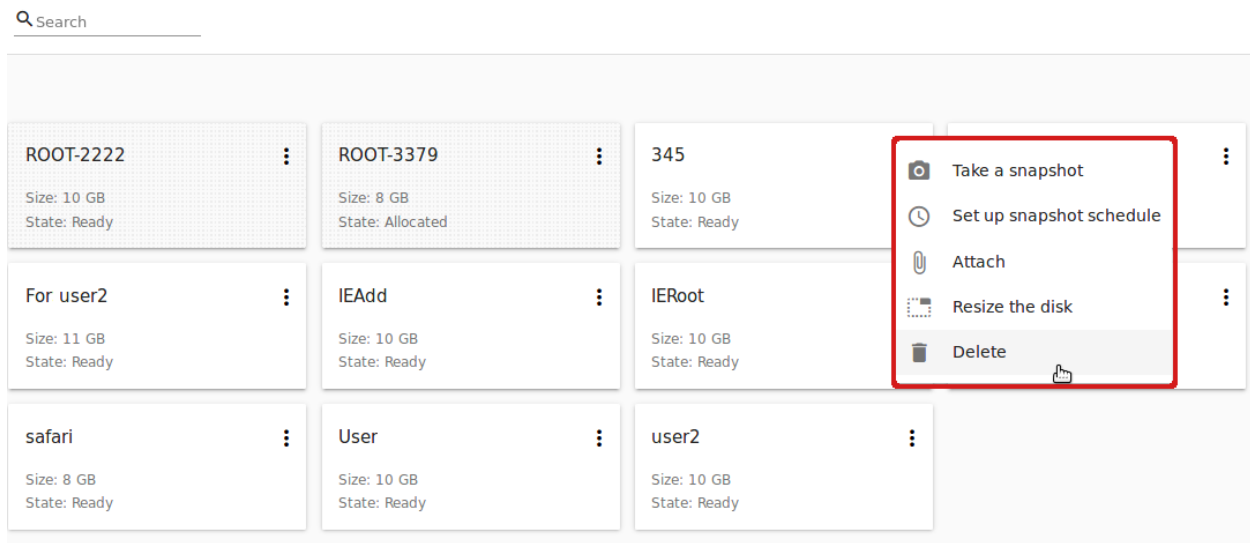 Search
ROOT-2222
Size: 10 GB
State: Ready
ROOT-3379
Size: 8 GB
State: Allocated
345
Size: 10 GB
State: Ready
Take a snapshot
Set up snapshot schedule
Attach
Resize the disk
Delete
For user2
Size: 11 GB
State: Ready
IEAdd
Size: 10 GB
State: Ready
IERoot
Size: 10 GB
State: Ready
safari
Size: 8 GB
State: Ready
User
Size: 10 GB
State: Ready
user2
Size: 10 GB
State: Ready